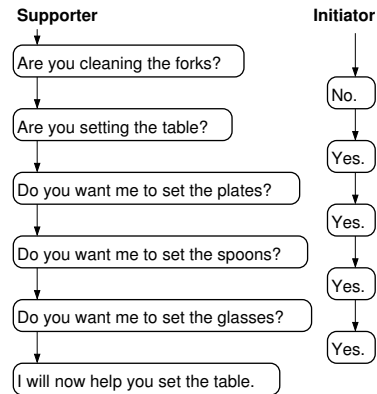 Supporter
Initiator
Are you cleaning the forks?
No.
Are you setting the table?
Yes.
Do you want me to set the plates?
Yes.
Do you want me to set the spoons?
Yes.
Do you want me to set the glasses?
Yes.
I will now help you set the table.